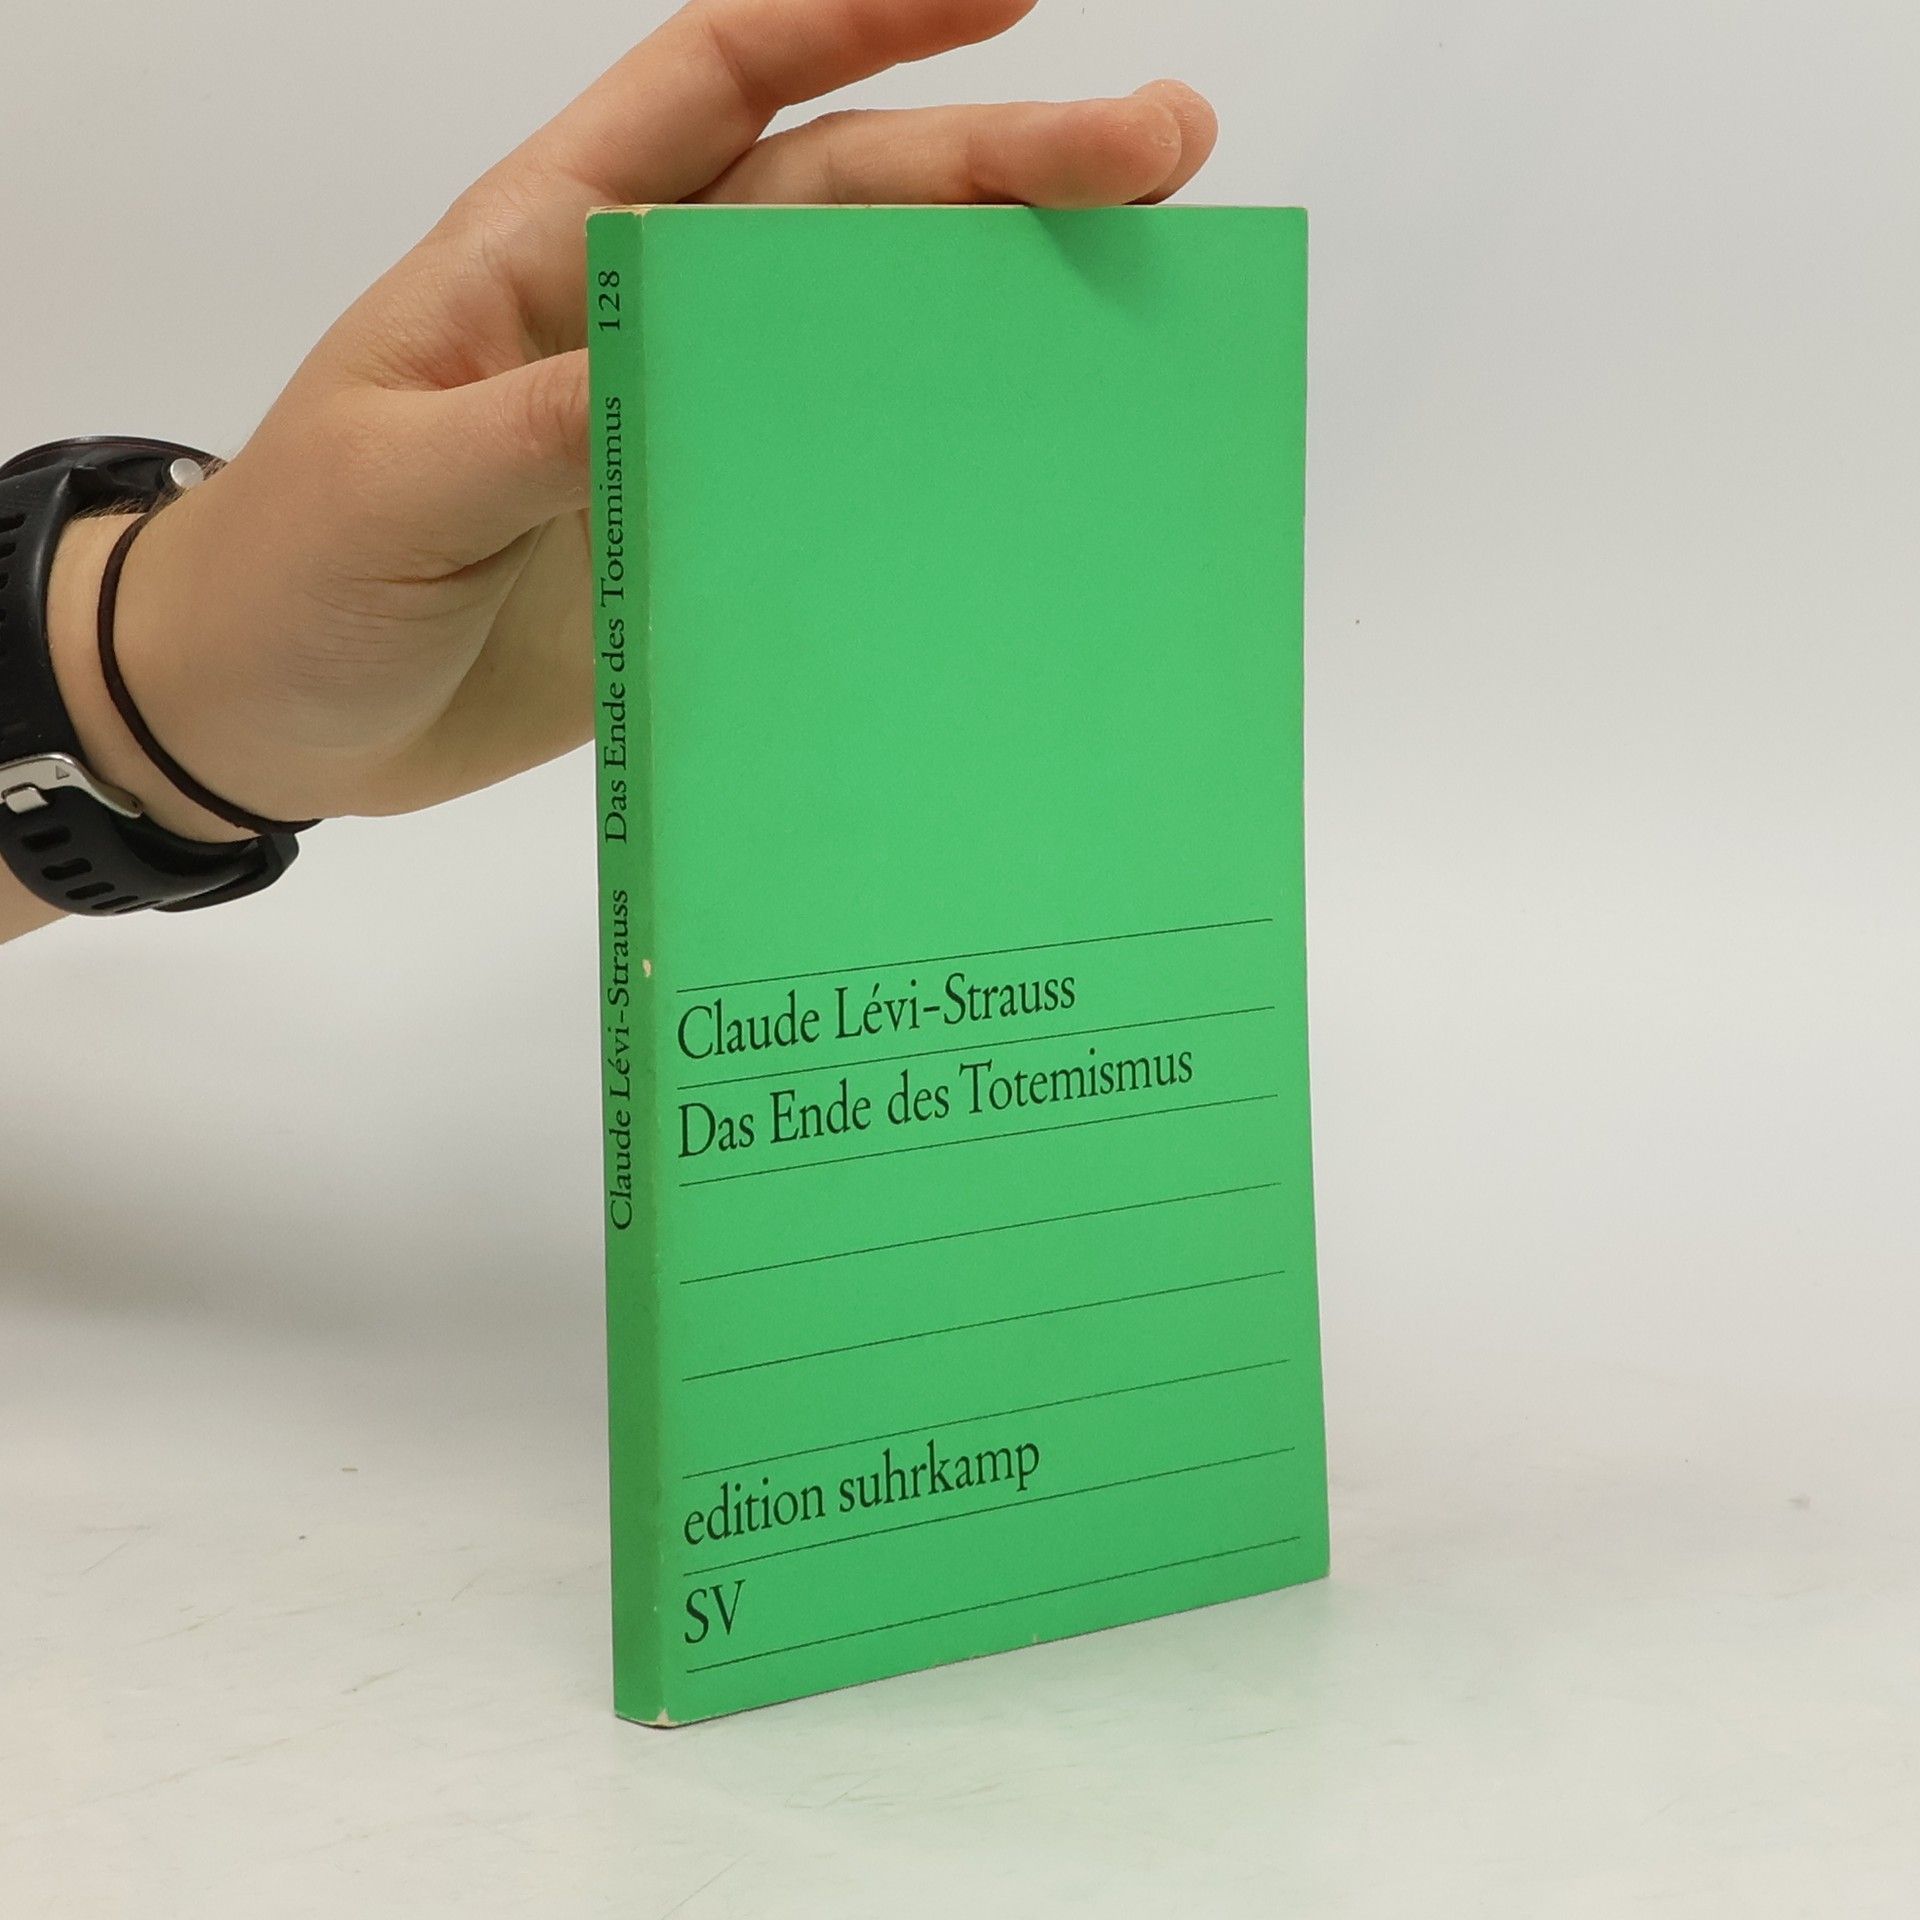 Claude Lévi-Strauss Das Ende des Totemismus 128
Claude Lévi-Strauss
Das Ende des Totemismus
edition suhrkamp
SV